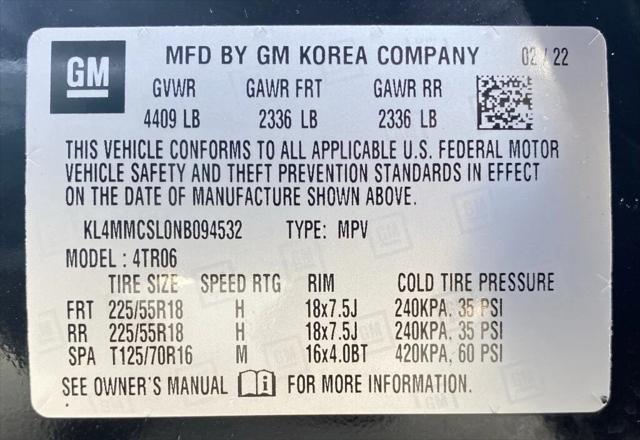 GM MFD BY GM KOREA COMPANY 02/22
GVWR GAWR FRT GAWR RR
4409 LB 2336 LB 2336 LB
THIS VEHICLE CONFORMS TO ALL APPLICABLE U.S. FEDERAL MOTOR
VEHICLE SAFETY AND THEFT PREVENTION STANDARDS IN EFFECT
ON THE DATE OF MANUFACTURE SHOWN ABOVE.
KL4MMCSL0NB094532 TYPE: MPV
MODEL : 4TR06
TIRE SIZE SPEED RTG RIM COLD TIRE PRESSURE
FRT 225/55R18 H 18x7.5J 240KPA, 35 PSI
RR 225/55R18 H 18x7.5J 240KPA, 35 PSI
SPA T125/70R16 M 16x4.0BT 420KPA, 60 PSI
SEE OWNER'S MANUAL FOR MORE INFORMATION.